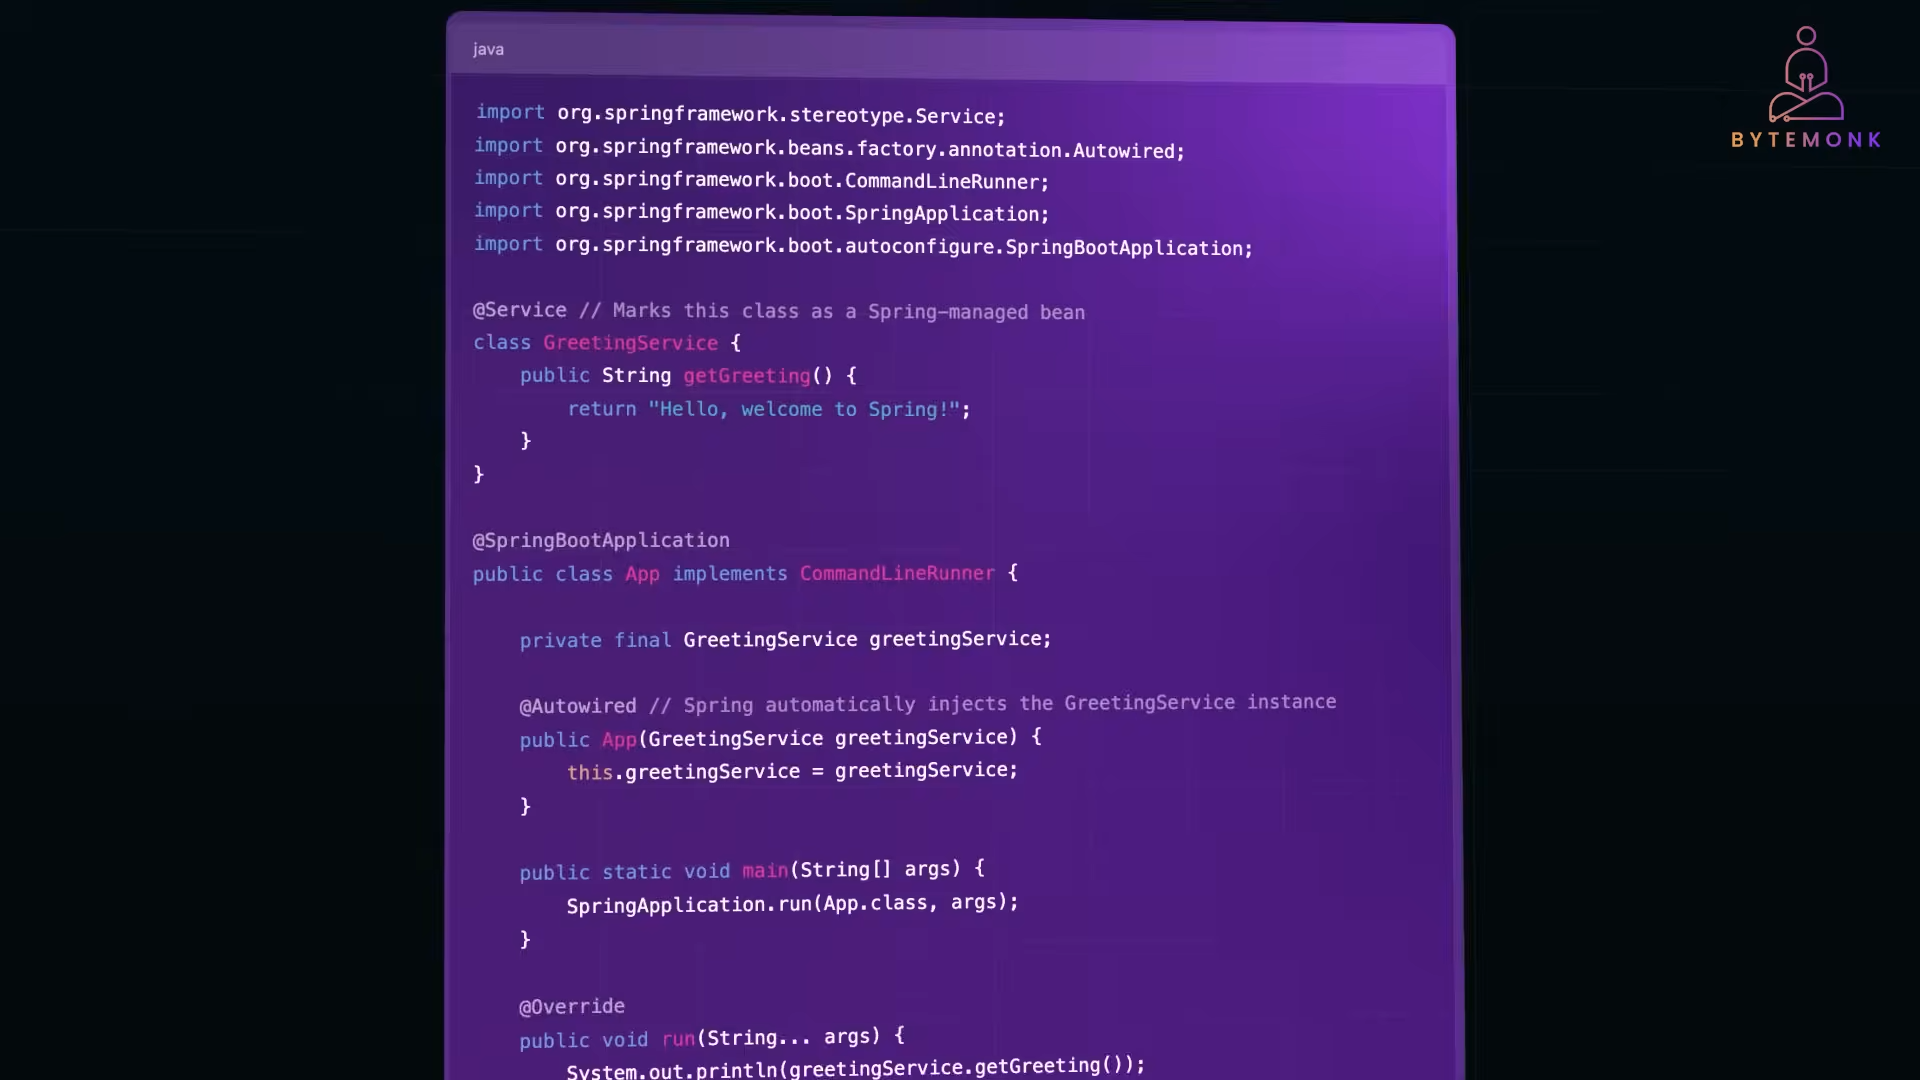 java
BYTEMONK
import org.springframework.stereotype.Service;
import org.springframework.beans.factory.annotation.Autowired;
import org.springframework.boot.CommandLineRunner;
import org.springframework.boot.SpringApplication;
import org.springframework.boot.autoconfigure.SpringBootApplication;

@Service // Marks this class as a Spring-managed bean
class GreetingService {
    public String getGreeting() {
        return "Hello, welcome to Spring!";
    }
}

@SpringBootApplication
public class App implements CommandLineRunner {

    private final GreetingService greetingService;

    @Autowired // Spring automatically injects the GreetingService instance
    public App(GreetingService greetingService) {
        this.greetingService = greetingService;
    }

    public static void main(String[] args) {
        SpringApplication.run(App.class, args);
    }

    @Override
    public void run(String... args) {
        System.out.println(greetingService.getGreeting());